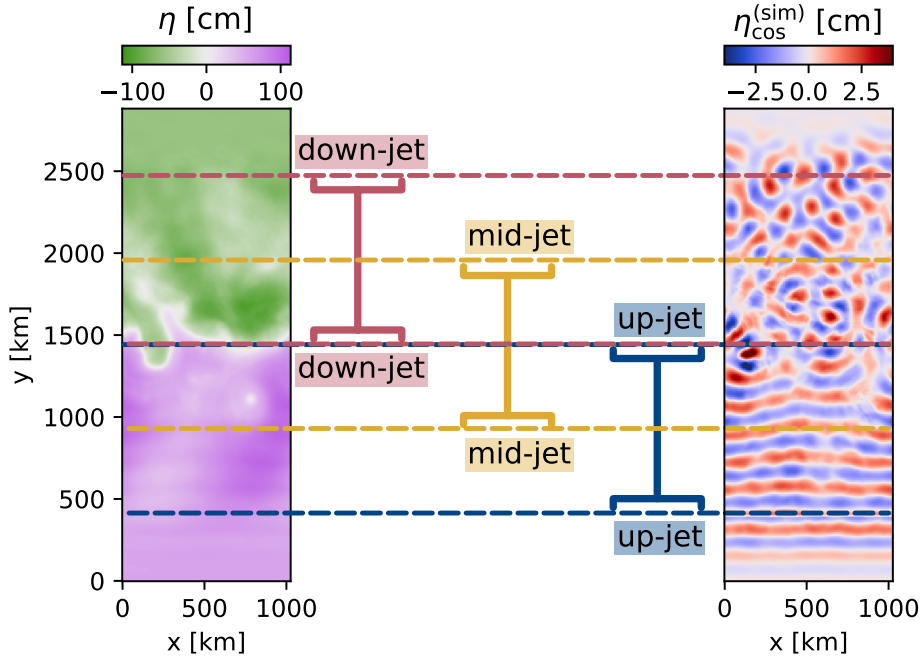 η [cm]
−100 0 100
η_cos^(sim) [cm]
−2.5 0.0 2.5
y [km]
2500
2000
1500
1000
500
0
0 500 1000
x [km]
down-jet
mid-jet
up-jet
down-jet
mid-jet
up-jet
0 500 1000
x [km]